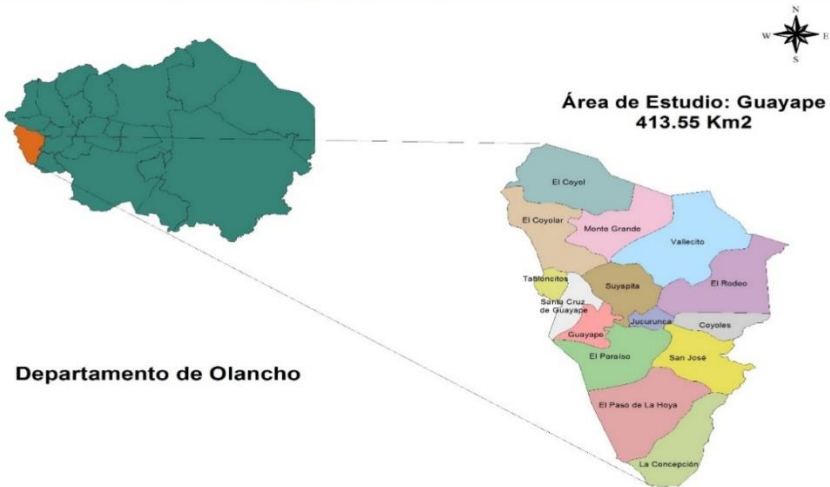 N
W E
S
Área de Estudio: Guayape
413.55 Km2
El Coyol
El Coyolar
Monte Grande
Vallecito
Tabloncitos
Suyapita
El Rodeo
Santa Cruz
de Guayape
Jucurunca
Coyoles
Guayape
El Paraíso
San José
Departamento de Olancho
El Paso de La Hoya
La Concepción